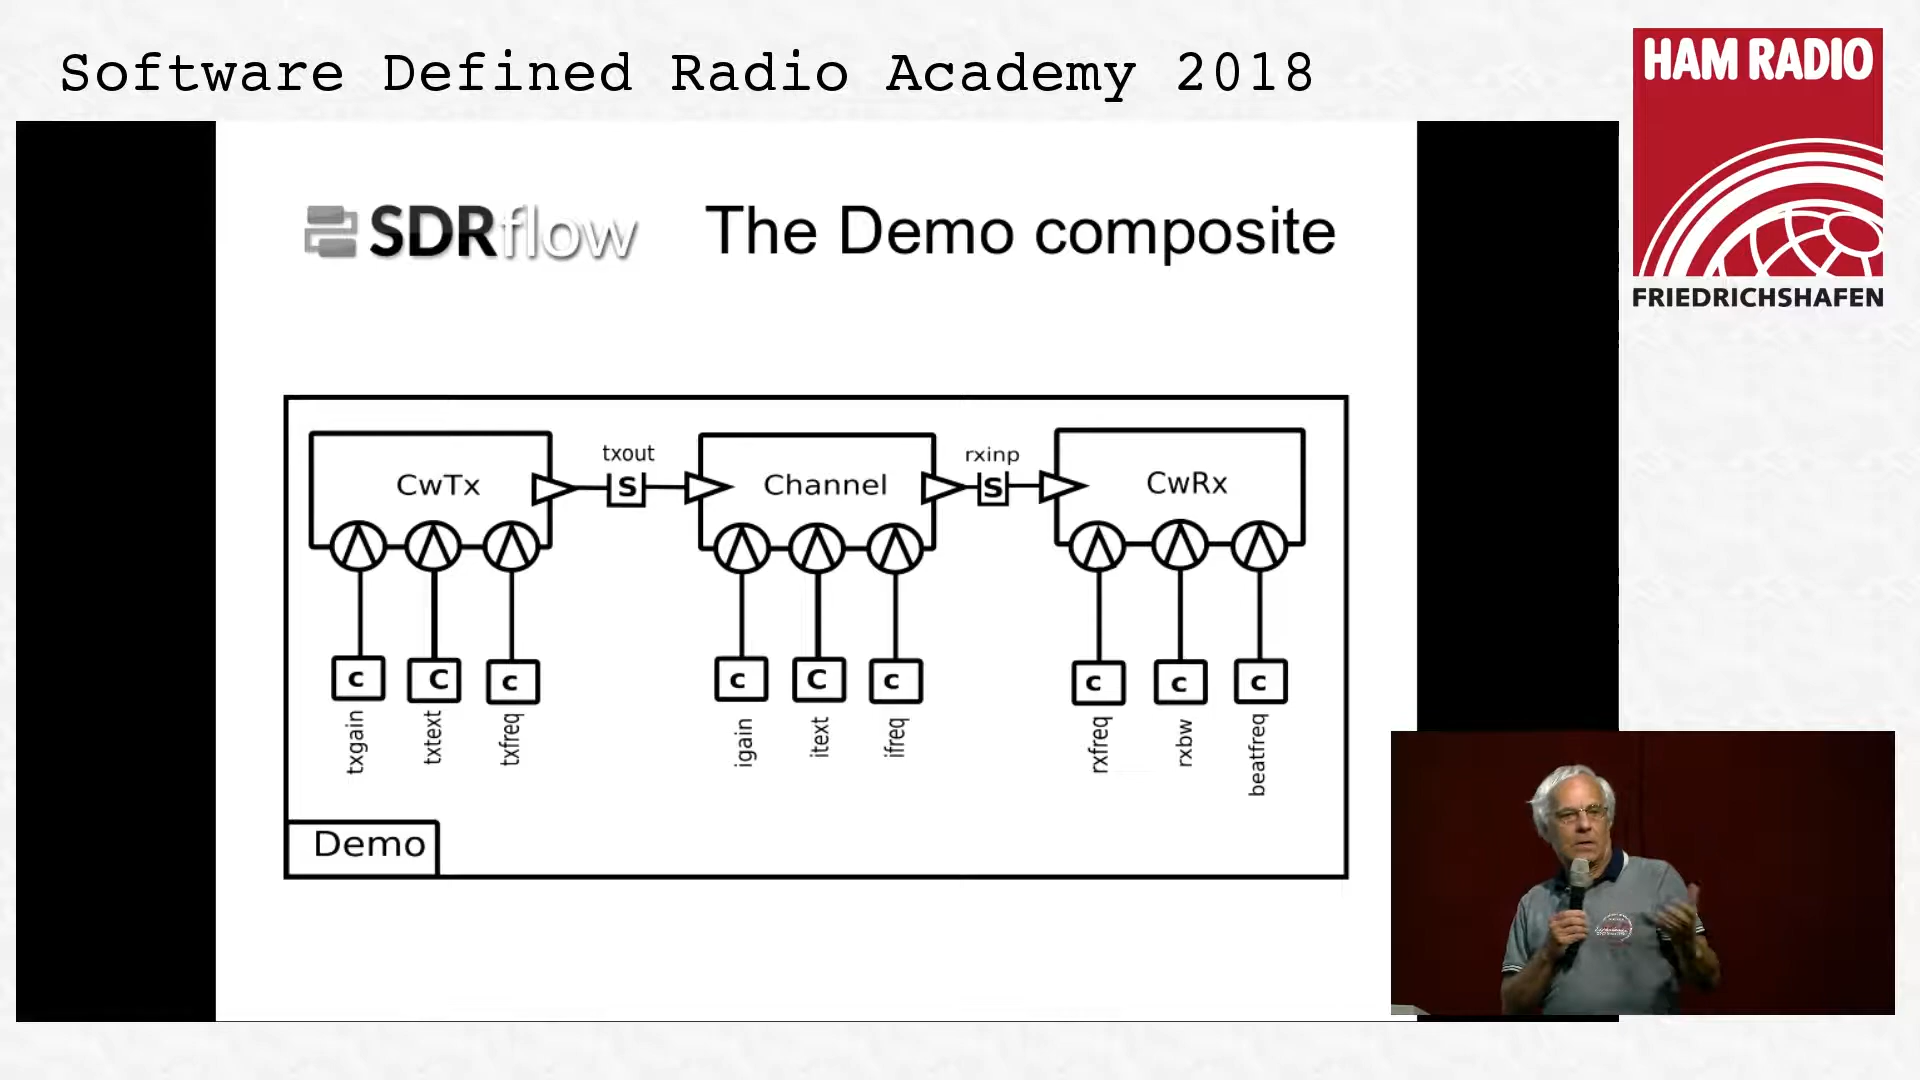 Software Defined Radio Academy 2018
HAM RADIO
FRIEDRICHSHAFEN
SDRflow
The Demo composite
txout
rxinp
CwTx
S
Channel
S
CwRx
c
C
c
c
C
c
c
c
c
txgain
txtext
txfreq
igain
itext
ifreq
rxfreq
rxbw
beatfreq
Demo